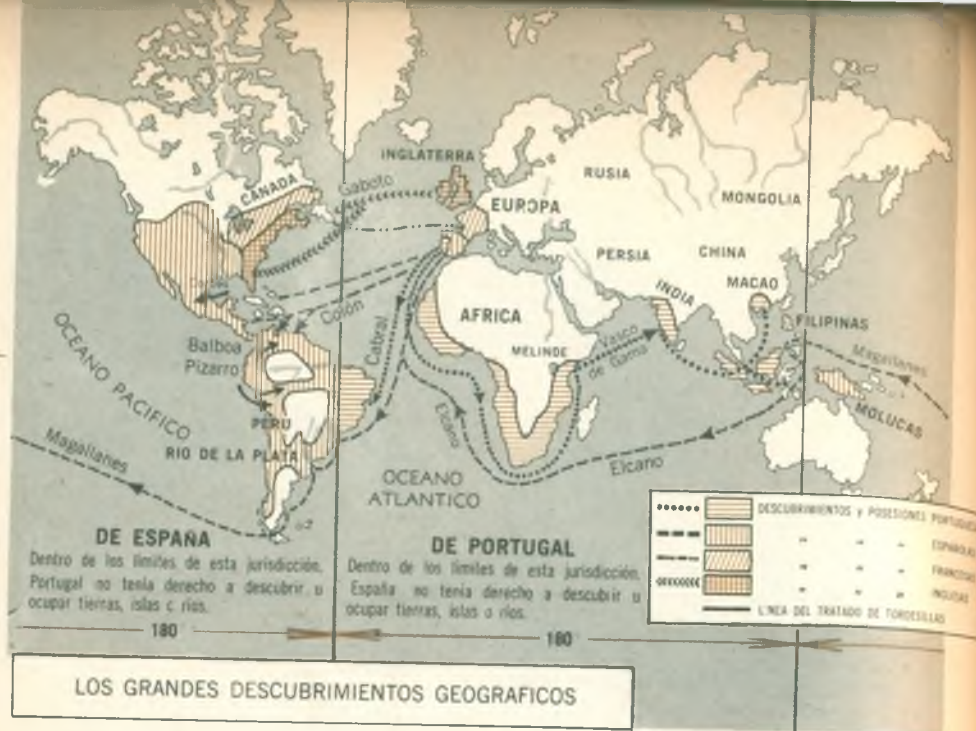 INGLATERRA
Gaboto
CANADA
EUROPA
RUSIA
MONGOLIA
PERSIA
CHINA
INDIA
MACAO
FILIPINAS
Magallanes
MOLUCAS
AFRICA
MELINDE
Vasco
de Gama
Colón
Cabral
Balboa
Pizarro
OCEANO PACIFICO
PERU
RIO DE LA PLATA
Magallanes
Elcano
Elcano
OCEANO
ATLANTICO
DE ESPAÑA
Dentro de los límites de esta jurisdicción,
Portugal no tenía derecho a descubrir u
ocupar tierras, islas o ríos.
180
DE PORTUGAL
Dentro de los límites de esta jurisdicción,
España no tenía derecho a descubrir u
ocupar tierras, islas o ríos.
180
DESCUBRIMIENTOS y POSESIONES
" " " ESPAÑOLAS
" " " FRANCESAS
" " " INGLESAS
LINEA DEL TRATADO DE TORDESILLAS
LOS GRANDES DESCUBRIMIENTOS GEOGRAFICOS